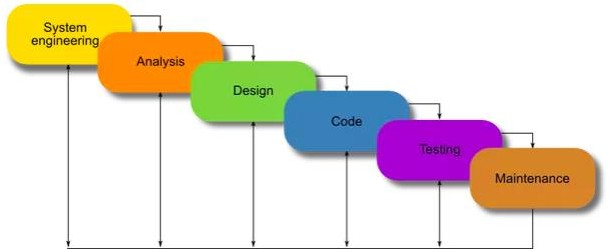 System
engineering
Analysis
Design
Code
Testing
Maintenance